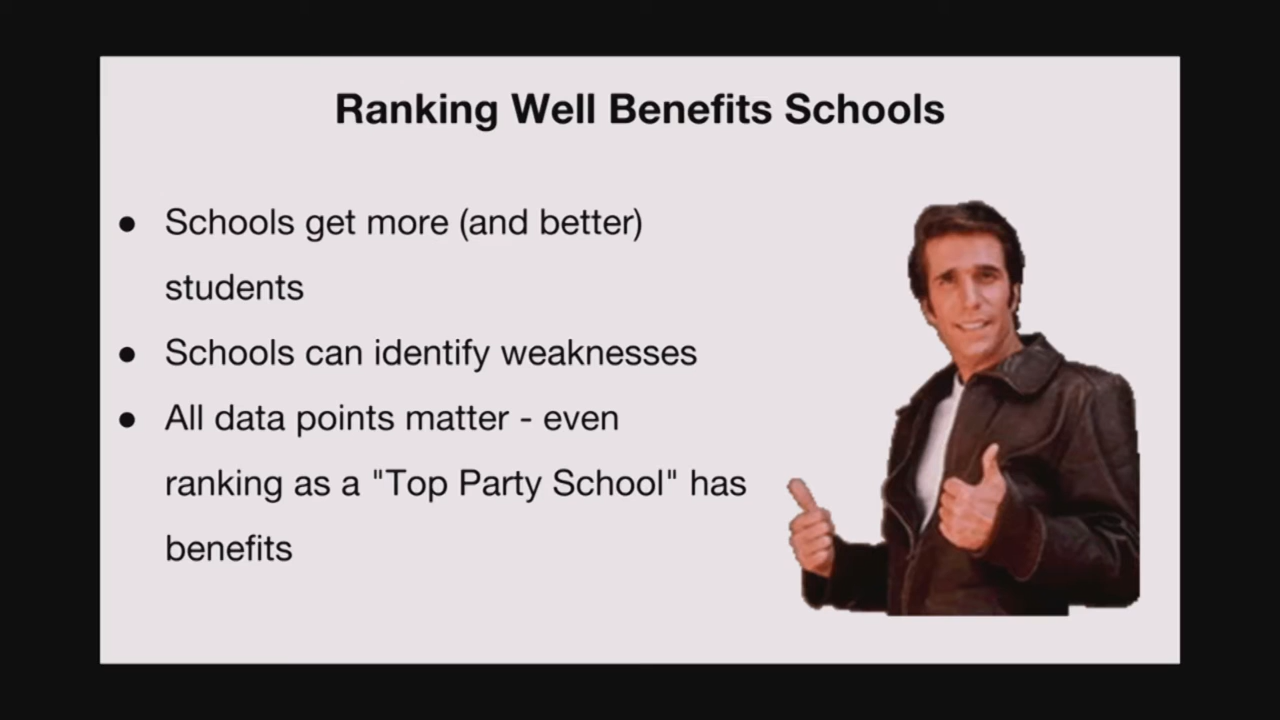 Ranking Well Benefits Schools
● Schools get more (and better)
students
● Schools can identify weaknesses
● All data points matter - even
ranking as a "Top Party School" has
benefits